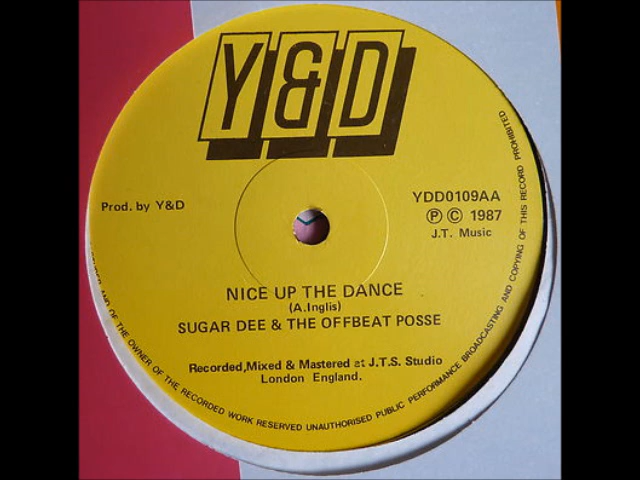 Y&D
Prod. by Y&D
YDD0109AA
Ⓟ © 1987
J.T. Music
NICE UP THE DANCE
(A.Inglis)
SUGAR DEE & THE OFFBEAT POSSE
Recorded,Mixed & Mastered at J.T.S. Studio
London England.
AND OF THE OWNER OF THE RECORDED WORK RESERVED UNAUTHORISED PUBLIC PERFORMANCE BROADCASTING AND COPYING OF THIS RECORD PROHIBITED